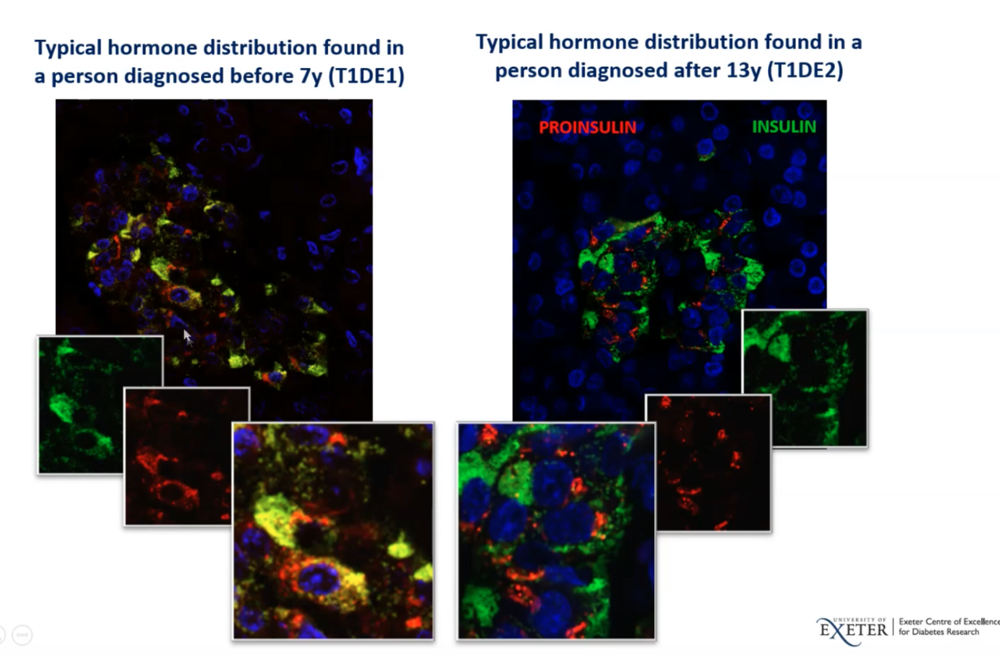 Typical hormone distribution found in
a person diagnosed before 7y (T1DE1)
Typical hormone distribution found in a
person diagnosed after 13y (T1DE2)
PROINSULIN
INSULIN
UNIVERSITY OF
EXETER
Exeter Centre of Excellence
for Diabetes Research